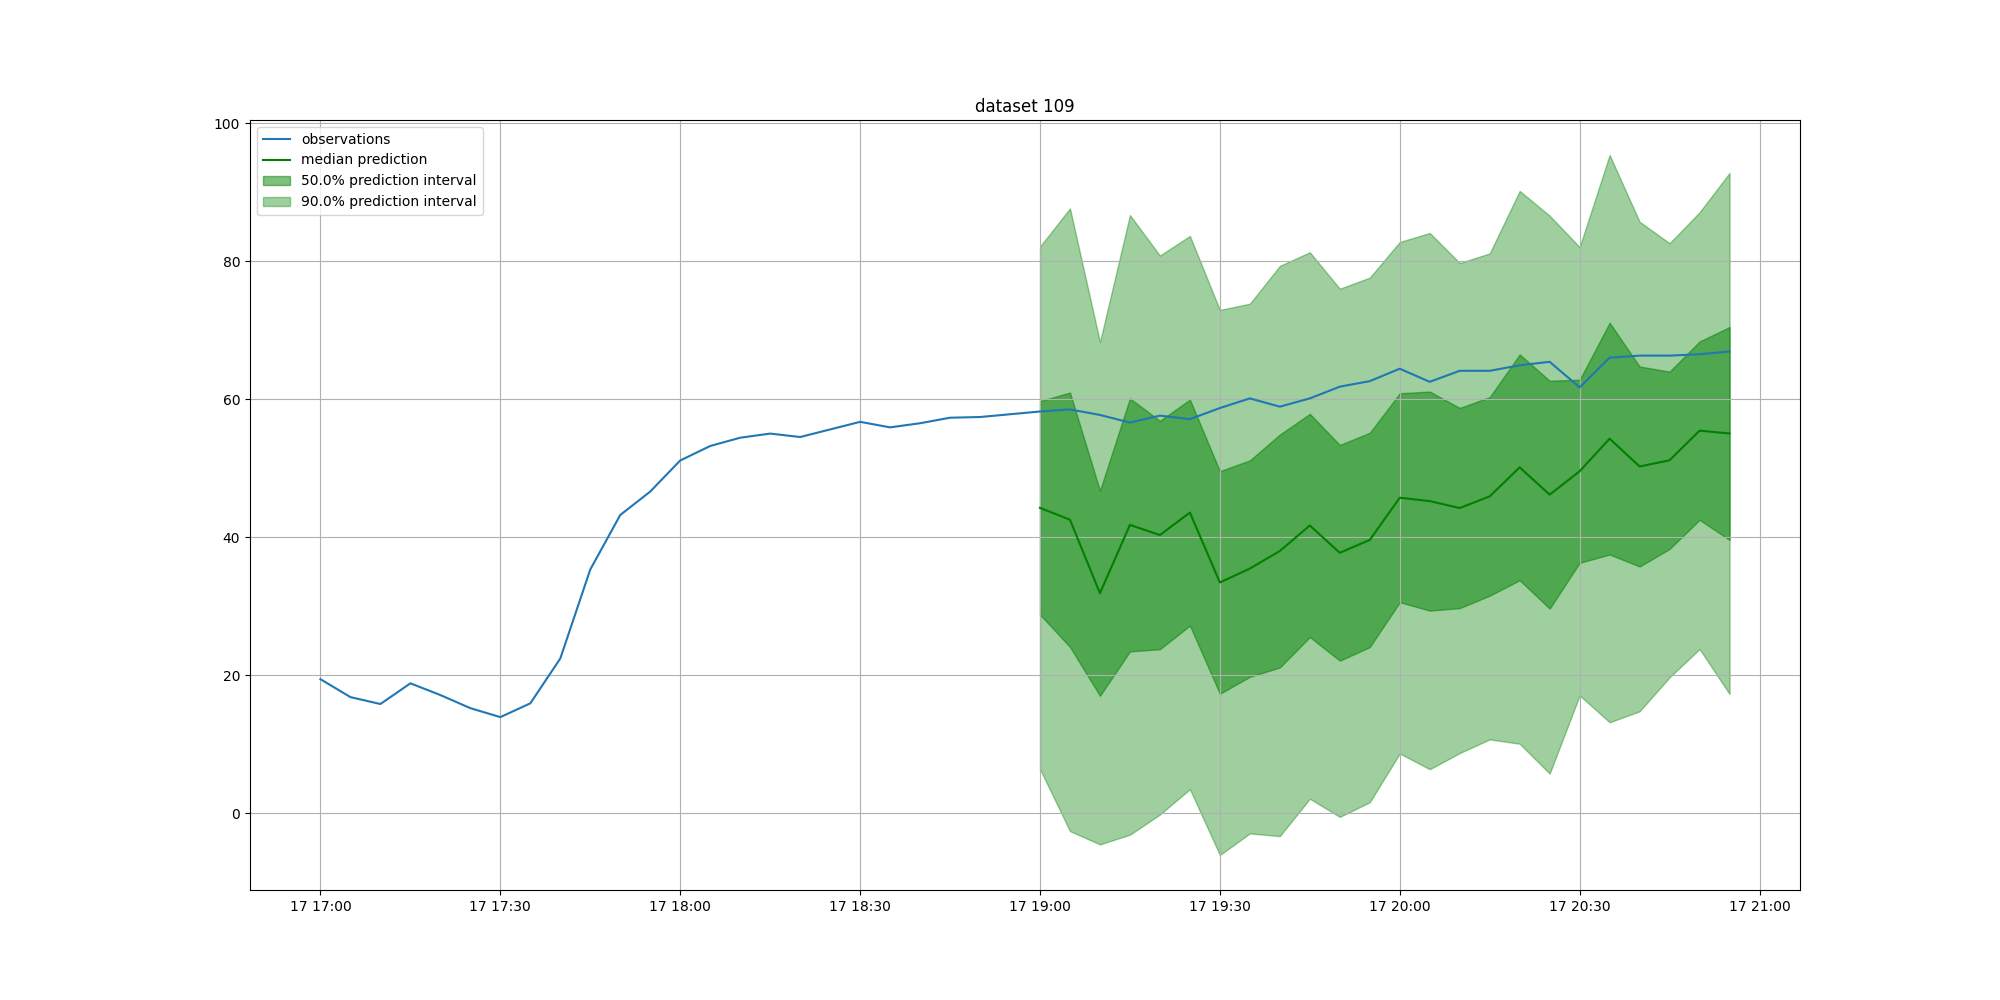 dataset 109
100
observations
median prediction
50.0% prediction interval
90.0% prediction interval
80
60
40
20
0
17 17:00 17 17:30 17 18:00 17 18:30 17 19:00 17 19:30 17 20:00 17 20:30 17 21:00